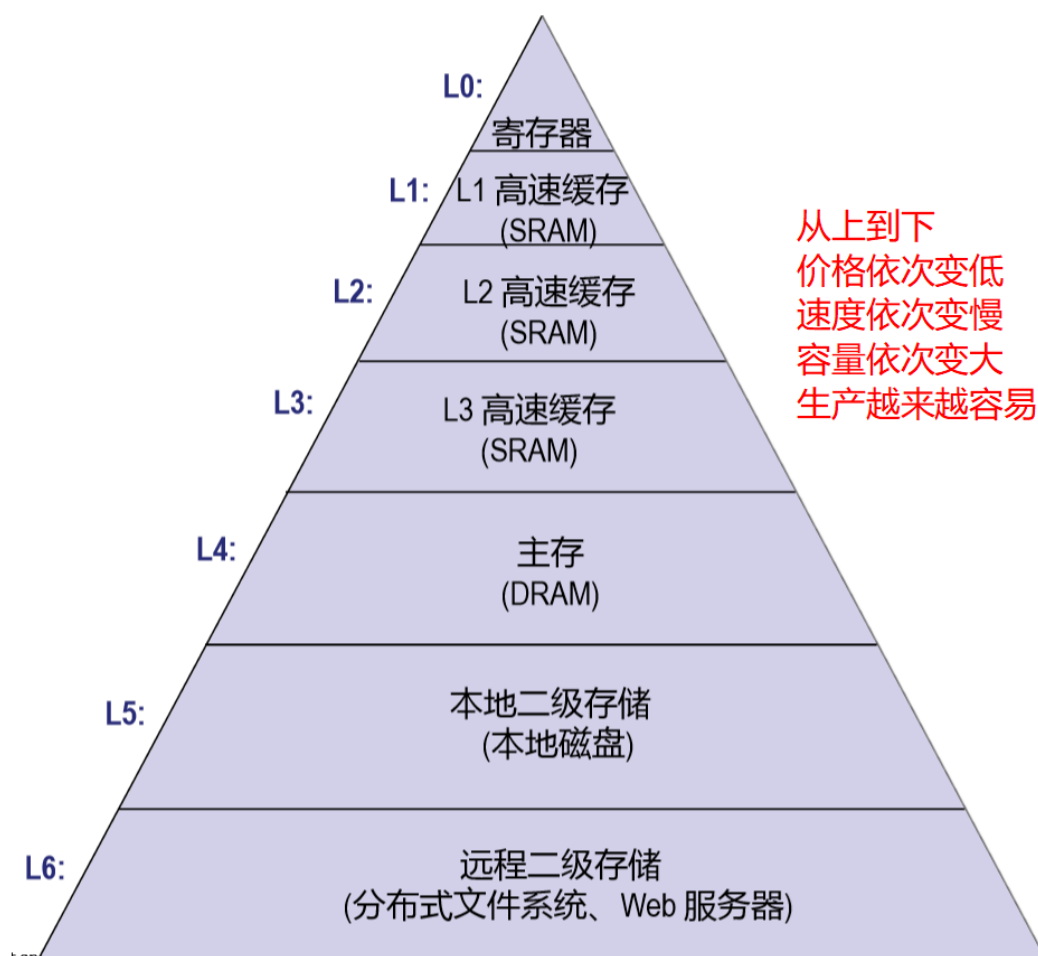 L0:
寄存器
L1:
L1 高速缓存
(SRAM)
L2:
L2 高速缓存
(SRAM)
L3:
L3 高速缓存
(SRAM)
L4:
主存
(DRAM)
L5:
本地二级存储
(本地磁盘)
L6:
远程二级存储
(分布式文件系统、Web 服务器)
从上到下
价格依次变低
速度依次变慢
容量依次变大
生产越来越容易